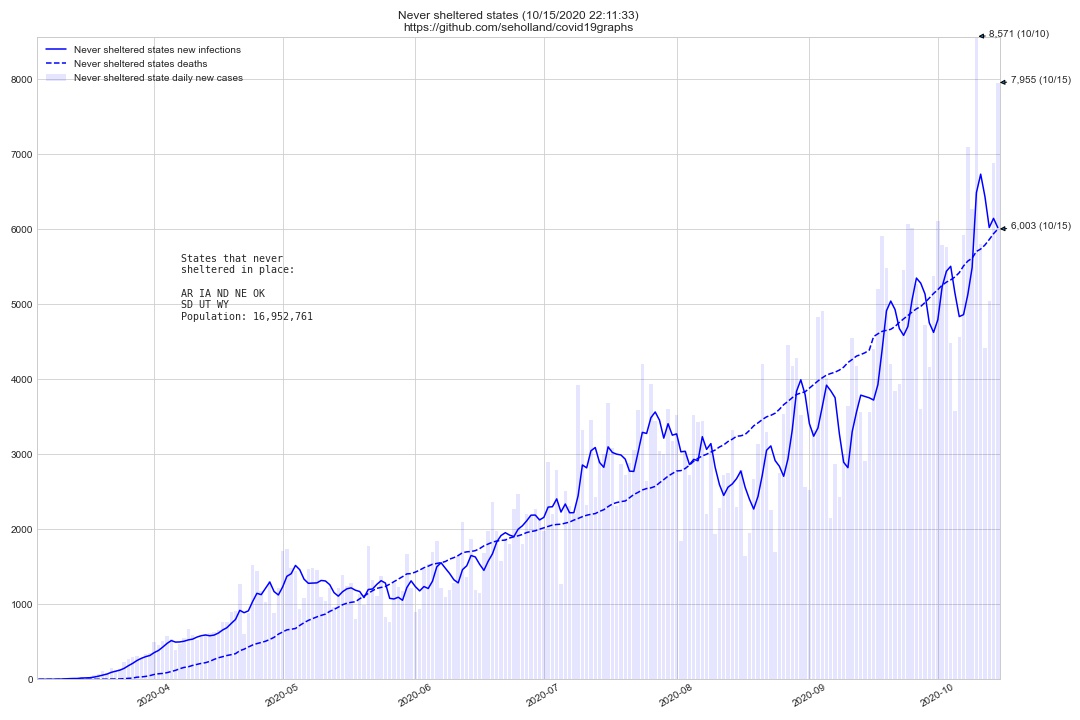 Never sheltered states (10/15/2020 22:11:33)
https://github.com/seholland/covid19graphs
8,571 (10/10)
Never sheltered states new infections
Never sheltered states deaths
Never sheltered state daily new cases
7,955 (10/15)
8000
7000
6000
6,003 (10/15)
States that never
sheltered in place:
AR IA ND NE OK
SD UT WY
Population: 16,952,761
5000
4000
3000
2000
1000
0
2020-04
2020-05
2020-06
2020-07
2020-08
2020-09
2020-10